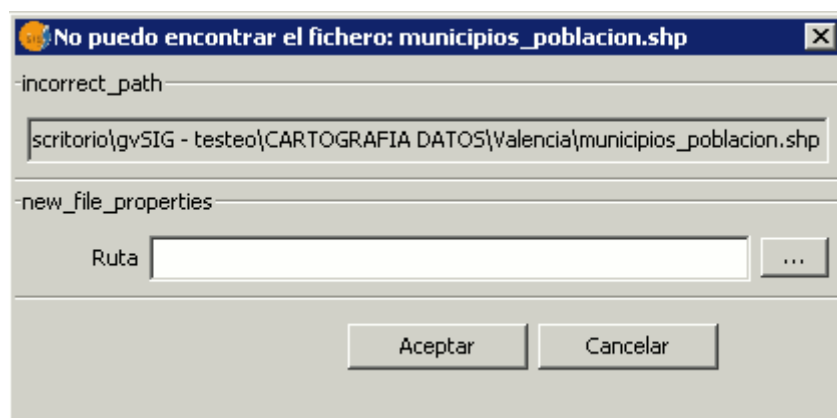 No puedo encontrar el fichero: municipios_poblacion.shp
incorrect_path
scritorio\gvSIG - testeo\CARTOGRAFIA DATOS\Valencia\municipios_poblacion.shp
new_file_properties
Ruta
...
Aceptar Cancelar